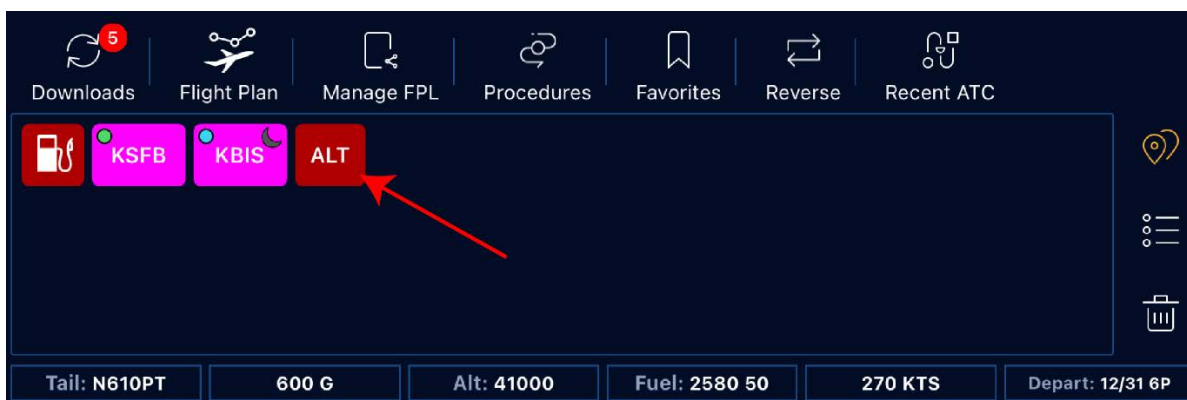 5
Downloads
Flight Plan
Manage FPL
Procedures
Favorites
Reverse
Recent ATC
KSFB
KBIS
ALT
Tail: N610PT
600 G
Alt: 41000
Fuel: 2580 50
270 KTS
Depart: 12/31 6P